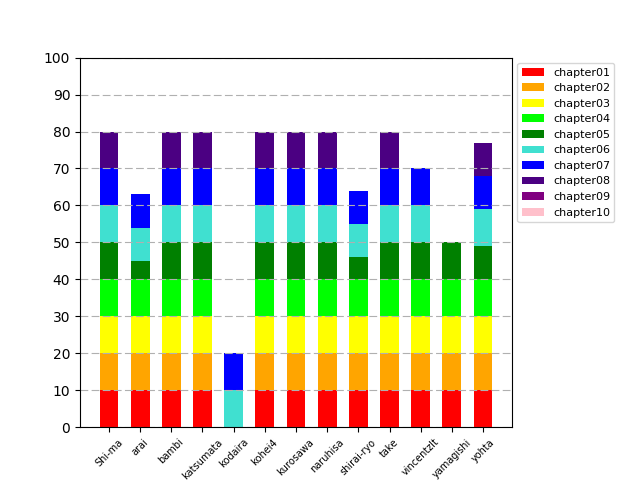 100
90
80
70
60
50
40
30
20
10
0
chapter01
chapter02
chapter03
chapter04
chapter05
chapter06
chapter07
chapter08
chapter09
chapter10
Shi-ma
arai
bambi
katsumata
kodaira
kohei4
kurosawa
naruhisa
shirai-ryo
take
vincentzlt
yamagishi
yohta